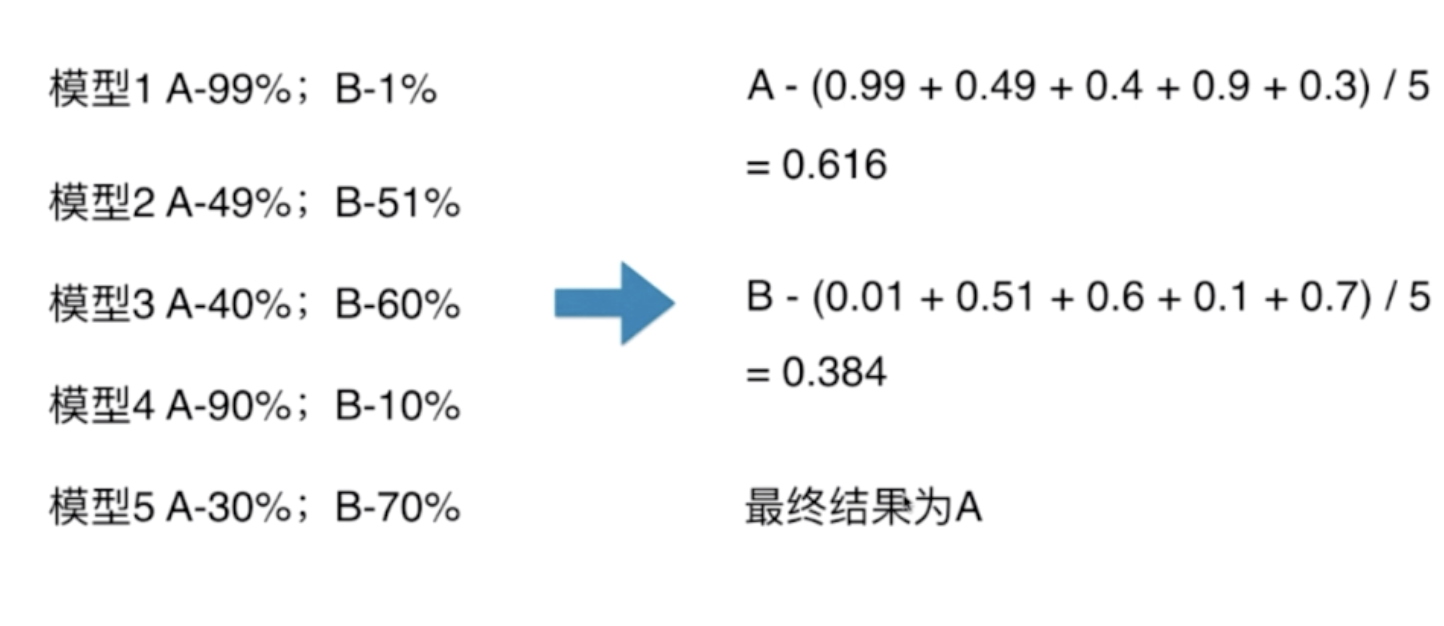 模型1 A-99%；B-1%
模型2 A-49%；B-51%
模型3 A-40%；B-60%
模型4 A-90%；B-10%
模型5 A-30%；B-70%
A - (0.99 + 0.49 + 0.4 + 0.9 + 0.3) / 5
= 0.616
B - (0.01 + 0.51 + 0.6 + 0.1 + 0.7) / 5
= 0.384
最终结果为A